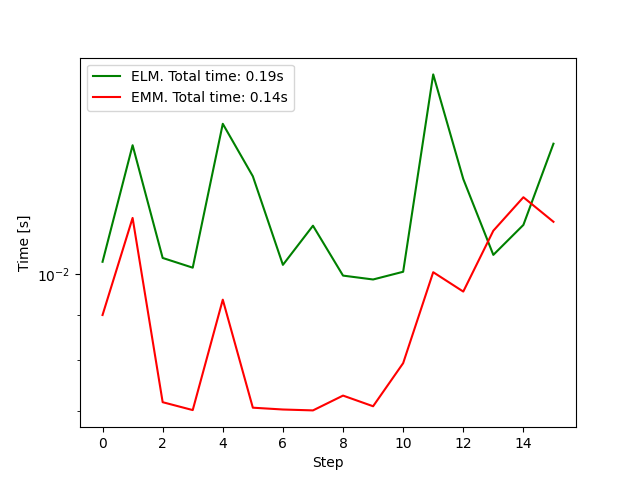 ELM. Total time: 0.19s
EMM. Total time: 0.14s
Time [s]
10⁻²
0 2 4 6 8 10 12 14
Step